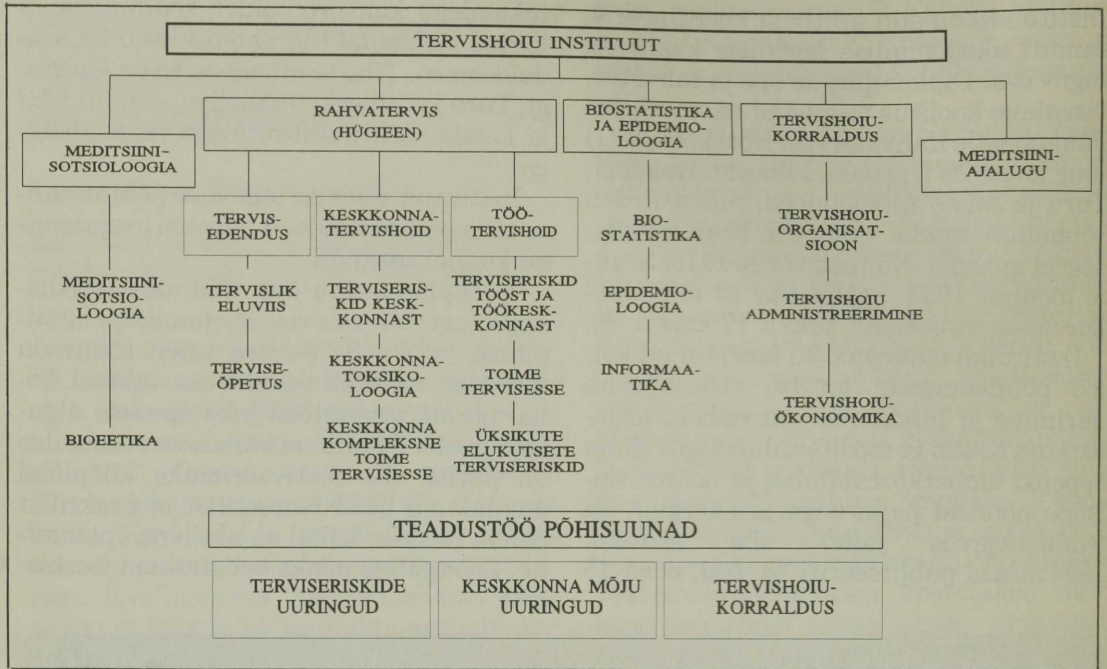 TERVISHOIU INSTITUUT
MEDITSIINI-
SOTSIOLOOGIA
RAHVATERVIS
(HÜGIEEN)
BIOSTATISTIKA
JA EPIDEMIO-
LOOGIA
TERVISHOIU-
KORRALDUS
MEDITSIINI-
AJALUGU
MEDITSIINI-
SOTSIO-
LOOGIA
BIOEETIKA
TERVIS-
EDENDUS
TERVISLIK
ELUVIIS
TERVISE-
ÕPETUS
KESKKONNA-
TERVISHOID
TERVISERIS-
KID KESK-
KONNAST
KESKKONNA-
TOKSIKO-
LOOGIA
KESKKONNA
KOMPLEKSNE
TOIME
TERVISESSE
TÖÖ-
TERVISHOID
TERVISERISKID
TÖÖST JA
TÖÖKESK-
KONNAST
TOIME
TERVISESSE
ÜKSIKUTE
ELUKUTSETE
TERVISERISKID
BIO-
STATISTIKA
EPIDEMIO-
LOOGIA
INFORMAA-
TIKA
TERVISHOIU-
ORGANISAT-
SIOON
TERVISHOIU
ADMINISTREERIMINE
TERVISHOIU-
ÖKONOOMIKA
TEADUSTÖÖ PÕHISUUNAD
TERVISERISKIDE
UURINGUD
KESKKONNA MÕJU
UURINGUD
TERVISHOIU-
KORRALDUS